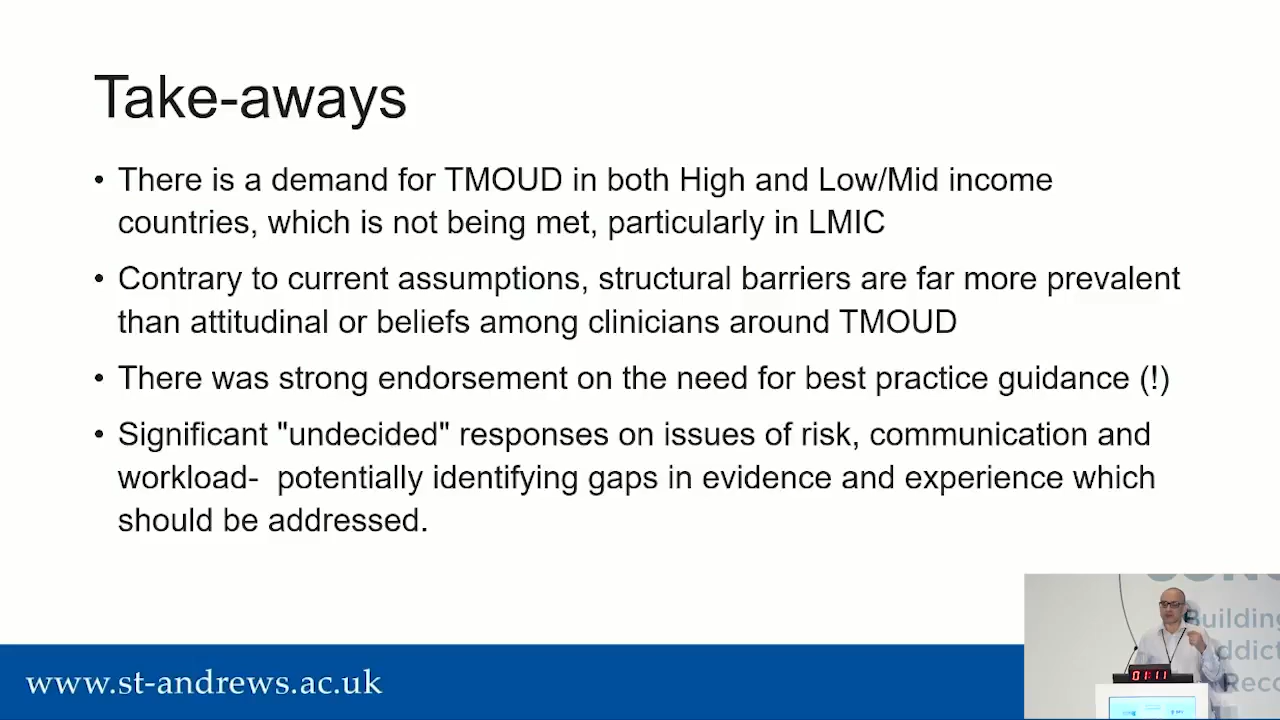 Take-aways
• There is a demand for TMOUD in both High and Low/Mid income
countries, which is not being met, particularly in LMIC
• Contrary to current assumptions, structural barriers are far more prevalent
than attitudinal or beliefs among clinicians around TMOUD
• There was strong endorsement on the need for best practice guidance (!)
• Significant "undecided" responses on issues of risk, communication and
workload-  potentially identifying gaps in evidence and experience which
should be addressed.
www.st-andrews.ac.uk
Building
01:11